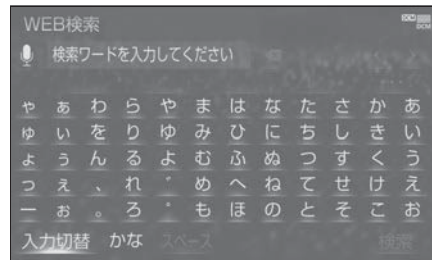 WEB検索
DCM
検索ワードを入力してください
ゃ ぁ わ ら や ま は な た さ か あ
ゅ ぃ を り ゆ み ひ に ち し き い
ょ ぅ ん る よ む ふ ぬ つ す く う
っ ぇ 、 れ ゛ め へ ね て せ け え
ー ぉ 。 ろ ゜ も ほ の と そ こ お
入力切替 かな スペース 検索